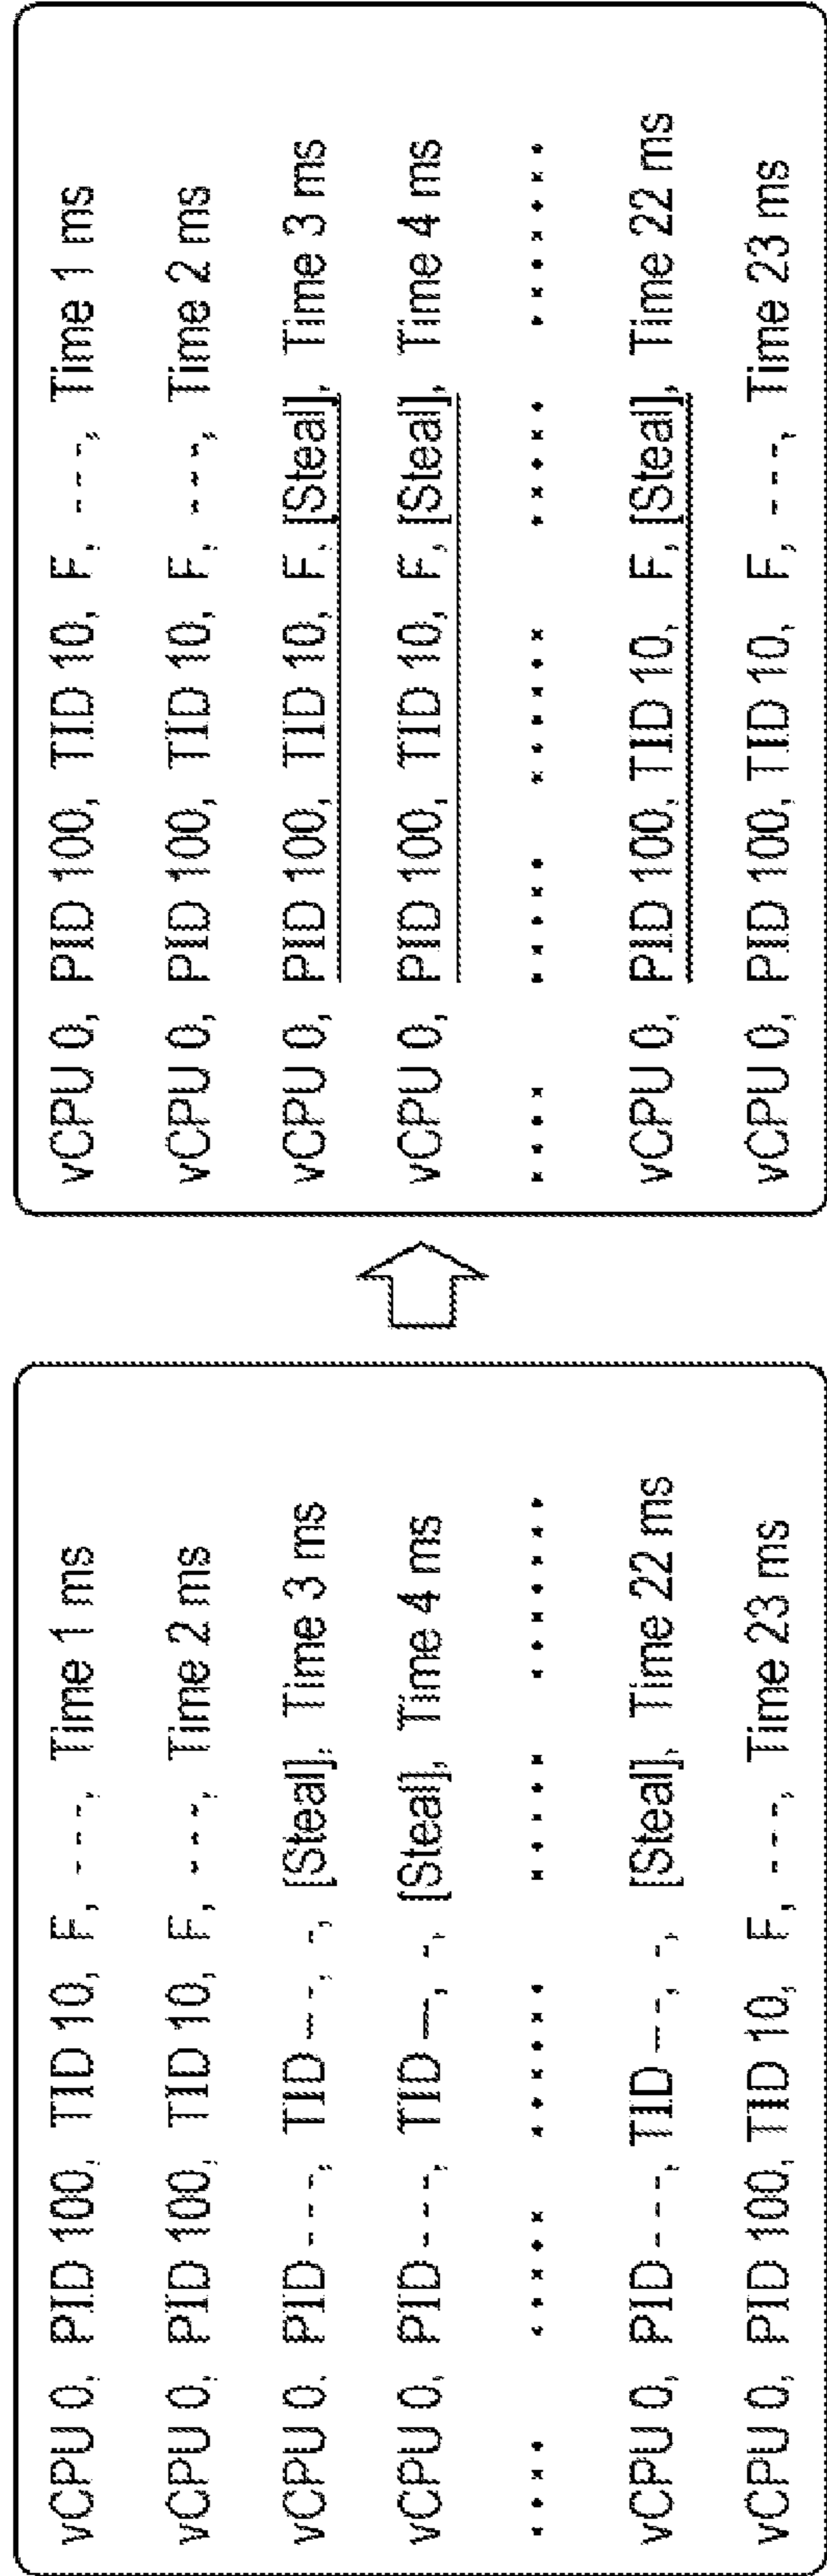 vCPU 0, PID 100, TID 10, F, - - -, Time 1 ms
vCPU 0, PID 100, TID 10, F, - - -, Time 2 ms
vCPU 0, PID - - -, TID - - -, -, [Steal], Time 3 ms
vCPU 0, PID - - -, TID - - -, -, [Steal], Time 4 ms
vCPU 0, PID - - -, TID - - -, -, [Steal], Time 22 ms
vCPU 0, PID 100, TID 10, F, - - -, Time 23 ms
vCPU 0, PID 100, TID 10, F, - - -, Time 1 ms
vCPU 0, PID 100, TID 10, F, - - -, Time 2 ms
vCPU 0, PID 100, TID 10, F, [Steal], Time 3 ms
vCPU 0, PID 100, TID 10, F, [Steal], Time 4 ms
vCPU 0, PID 100, TID 10, F, [Steal], Time 22 ms
vCPU 0, PID 100, TID 10, F, - - -, Time 23 ms